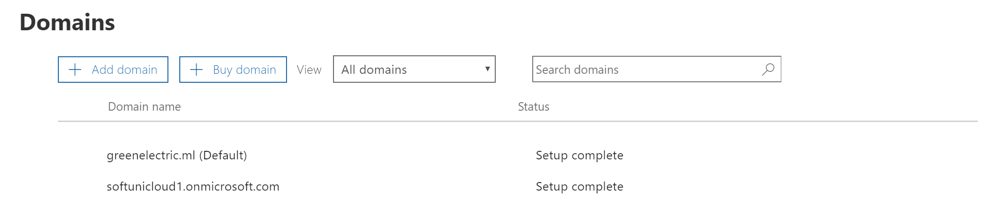 Domains
Add domain Buy domain View All domains Search domains
Domain name Status
greenelectric.ml (Default) Setup complete
softunicloud1.onmicrosoft.com Setup complete